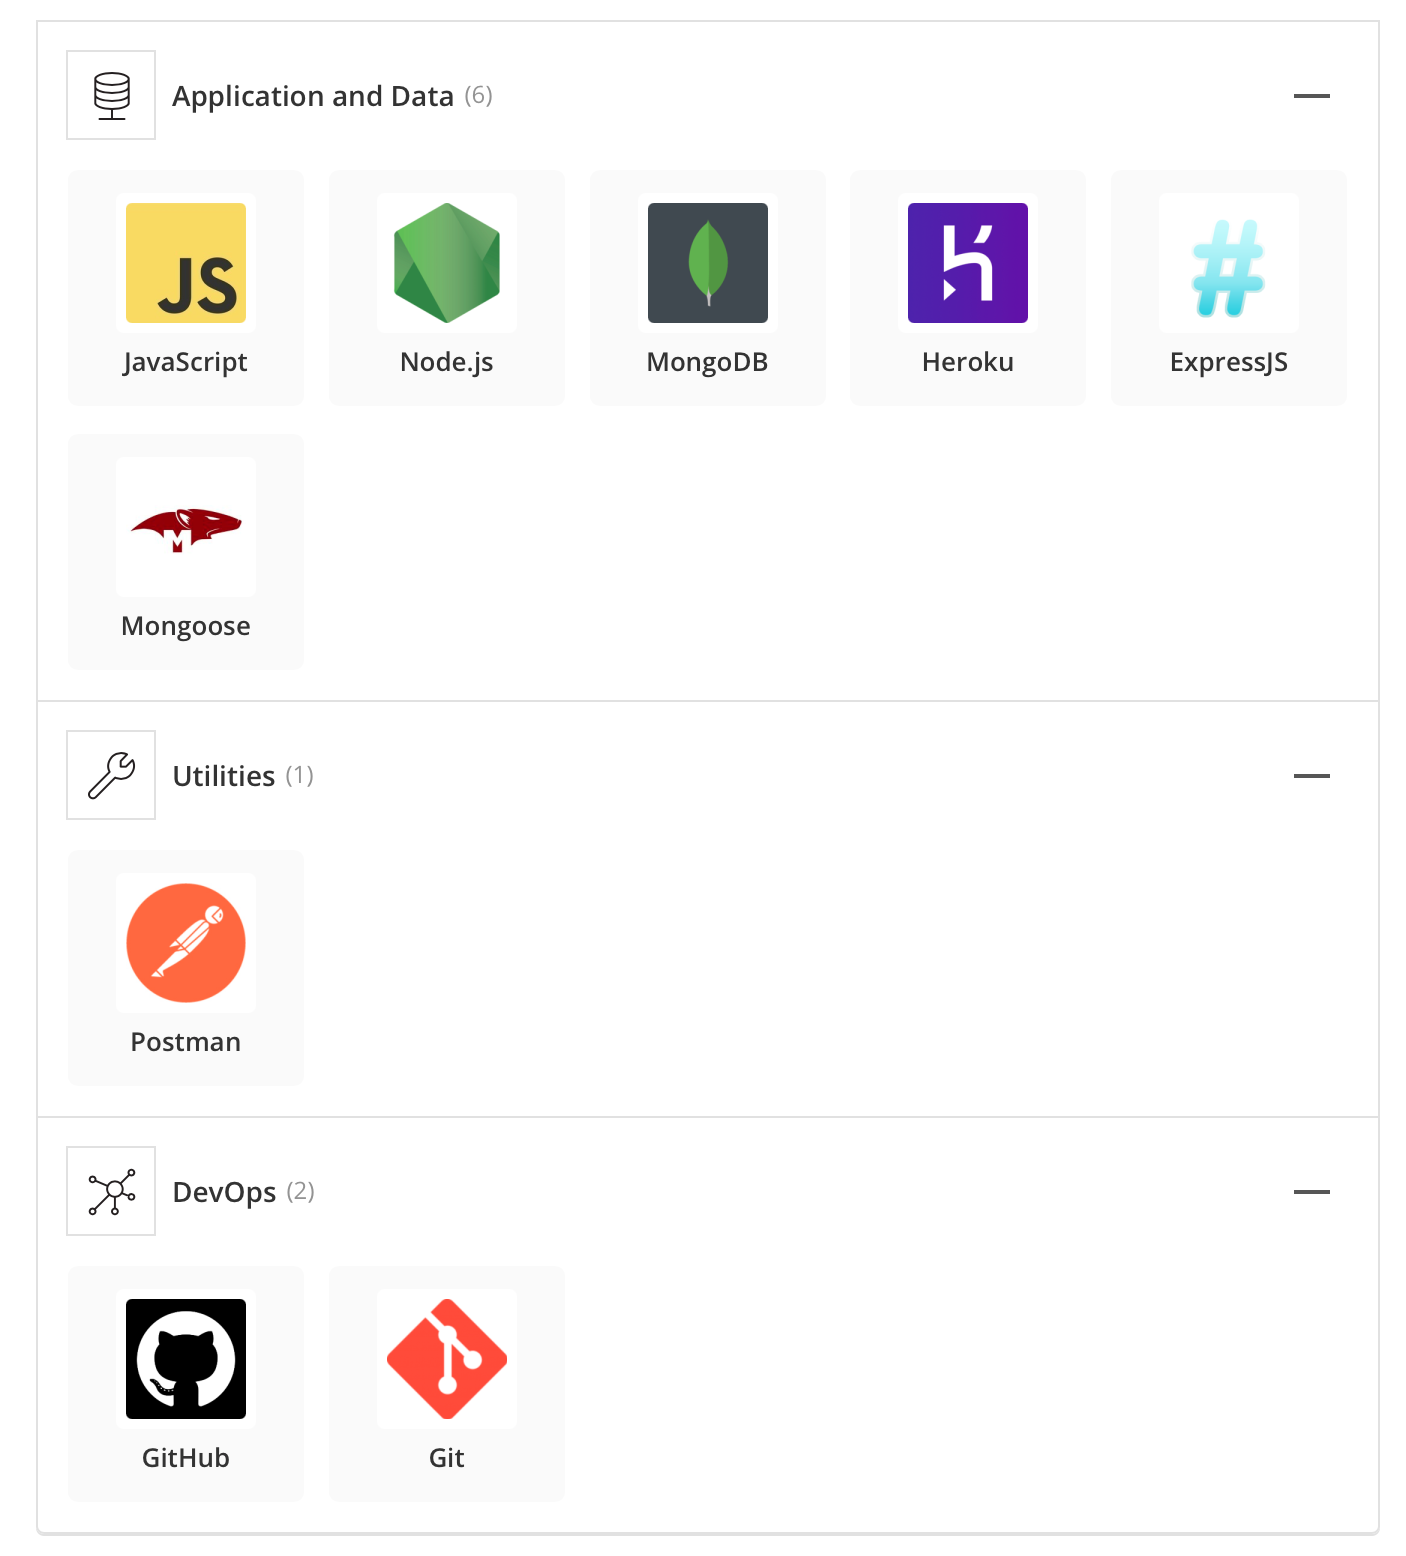 Application and Data (6)
JS
JavaScript
Node.js
MongoDB
Heroku
#
ExpressJS
M
Mongoose
Utilities (1)
Postman
DevOps (2)
GitHub
Git